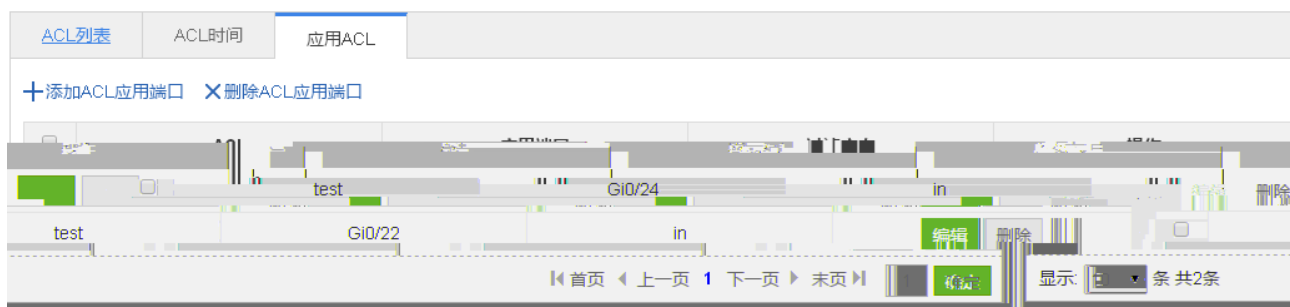 ACL列表 ACL时间 应用ACL
添加ACL应用端口 删除ACL应用端口
test Gi0/24 in 删除
test Gi0/22 in 编辑 删除
首页 上一页 1 下一页 末页 显示: 条 共2条